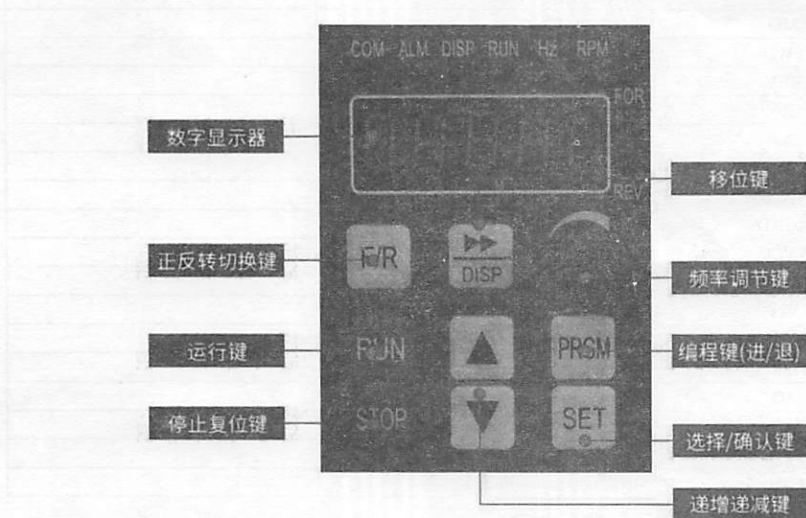 COM ALM DISP RUN Hz RPM
FOR
数字显示器
移位键
REV
正反转切换键
F/R
▶▶
DISP
频率调节键
运行键
RUN
▲
PRGM
编程键(进/退)
停止复位键
STOP
▼
SET
选择/确认键
递增递减键